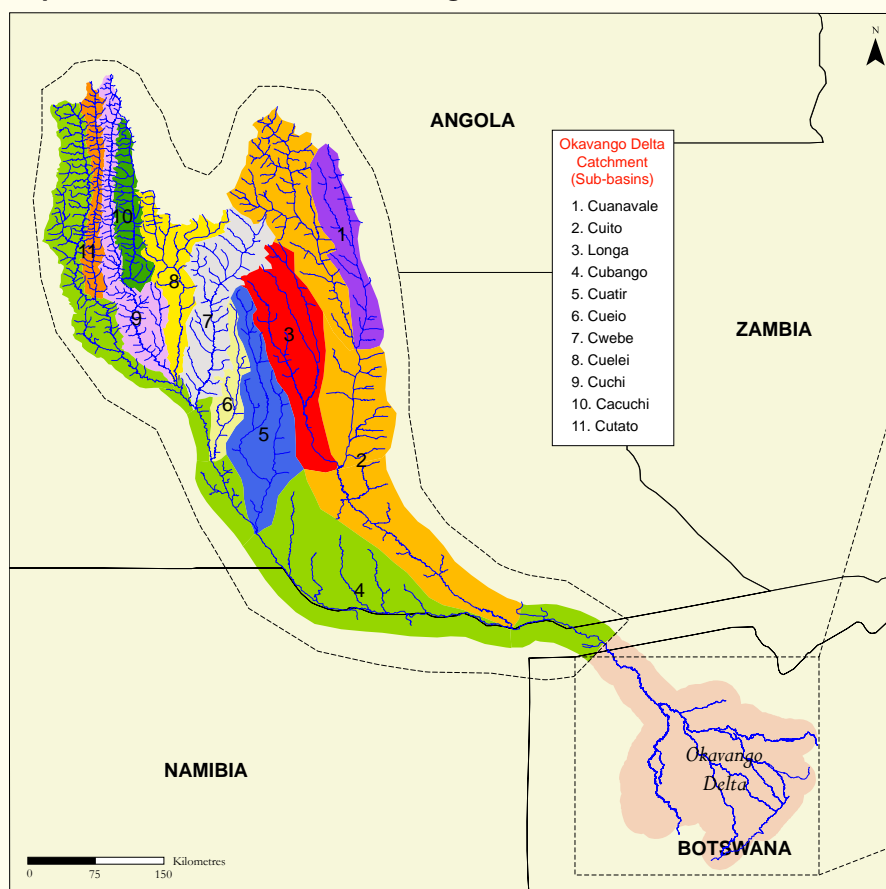 N
ANGOLA
Okavango Delta
Catchment
(Sub-basins)
1. Cuanavale
2. Cuito
3. Longa
4. Cubango
5. Cuatir
6. Cueio
7. Cwebe
8. Cuelei
9. Cuchi
10. Cacuchi
11. Cutato
10
1
11
8
9
7
3
6
5
2
4
ZAMBIA
NAMIBIA
Okavango
Delta
BOTSWANA
Kilometres
0 75 150